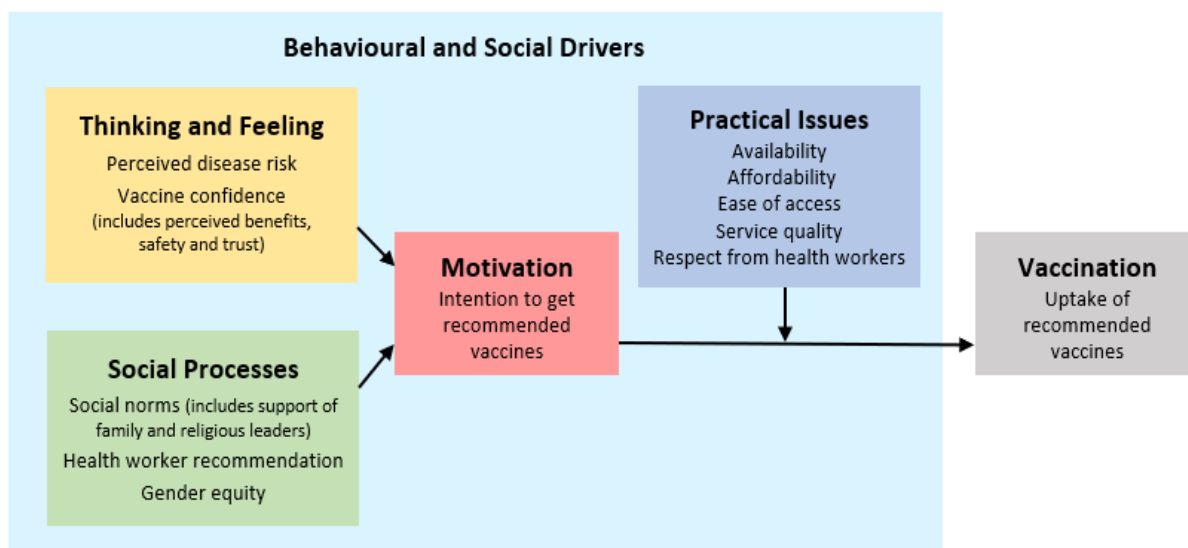 Behavioural and Social Drivers
Thinking and Feeling
Perceived disease risk
Vaccine confidence
(includes perceived benefits,
safety and trust)
Social Processes
Social norms (includes support of
family and religious leaders)
Health worker recommendation
Gender equity
Motivation
Intention to get
recommended
vaccines
Practical Issues
Availability
Affordability
Ease of access
Service quality
Respect from health workers
Vaccination
Uptake of
recommended
vaccines